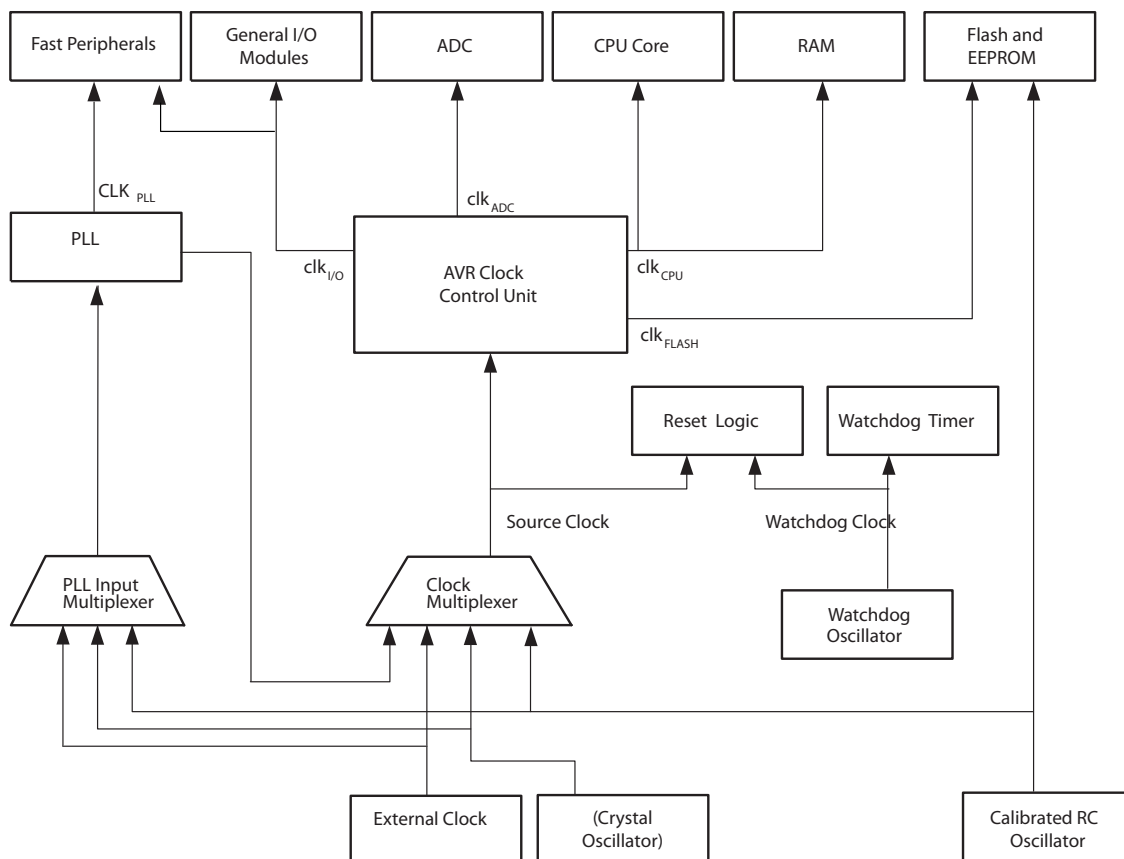 Fast Peripherals
General I/O
Modules
ADC
CPU Core
RAM
Flash and
EEPROM
CLK PLL
clkADC
PLL
clkI/O
AVR Clock
Control Unit
clkCPU
clkFLASH
Reset Logic
Watchdog Timer
Source Clock
Watchdog Clock
PLL Input
Multiplexer
Clock
Multiplexer
Watchdog
Oscillator
External Clock
(Crystal
Oscillator)
Calibrated RC
Oscillator